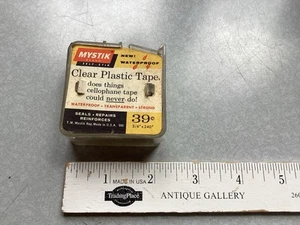 MYSTIK
NEW!
WATERPROOF
Clear Plastic Tape.
does things
cellophane tape
could never do!
WATERPROOF • TRANSPARENT • STRONG
SEALS • REPAIRS
REINFORCES
39¢
MADE IN U.S.A.
1 2 3 4 5
TradingPlace
ANTIQUE GALLERY